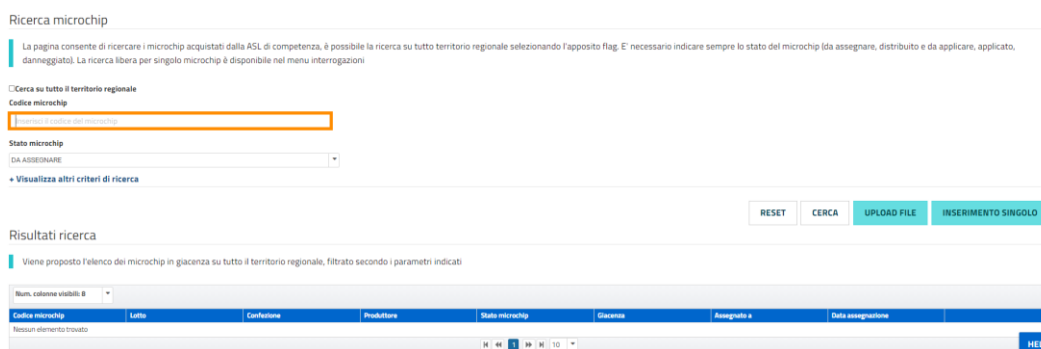 Ricerca microchip
La pagina consente di ricercare i microchip acquistati dalla ASL di competenza, è possibile la ricerca su tutto territorio regionale selezionando l'apposito flag. E' necessario indicare sempre lo stato del microchip (da assegnare, distribuito e da applicare, applicato,
danneggiato). La ricerca libera per singolo microchip è disponibile nel menu interrogazioni
Cerca su tutto il territorio regionale
Codice microchip
Inserisci il codice del microchip
Stato microchip
DA ASSEGNARE
+ Visualizza altri criteri di ricerca
RESET CERCA UPLOAD FILE INSERIMENTO SINGOLO
Risultati ricerca
Viene proposto l'elenco dei microchip in giacenza su tutto il territorio regionale, filtrato secondo i parametri indicati
Num. colonne visibili: 8
Codice microchip Lotto Confezione Produttore Stato microchip Giacenza Assegnato a Data assegnazione
Nessun elemento trovato
1 10